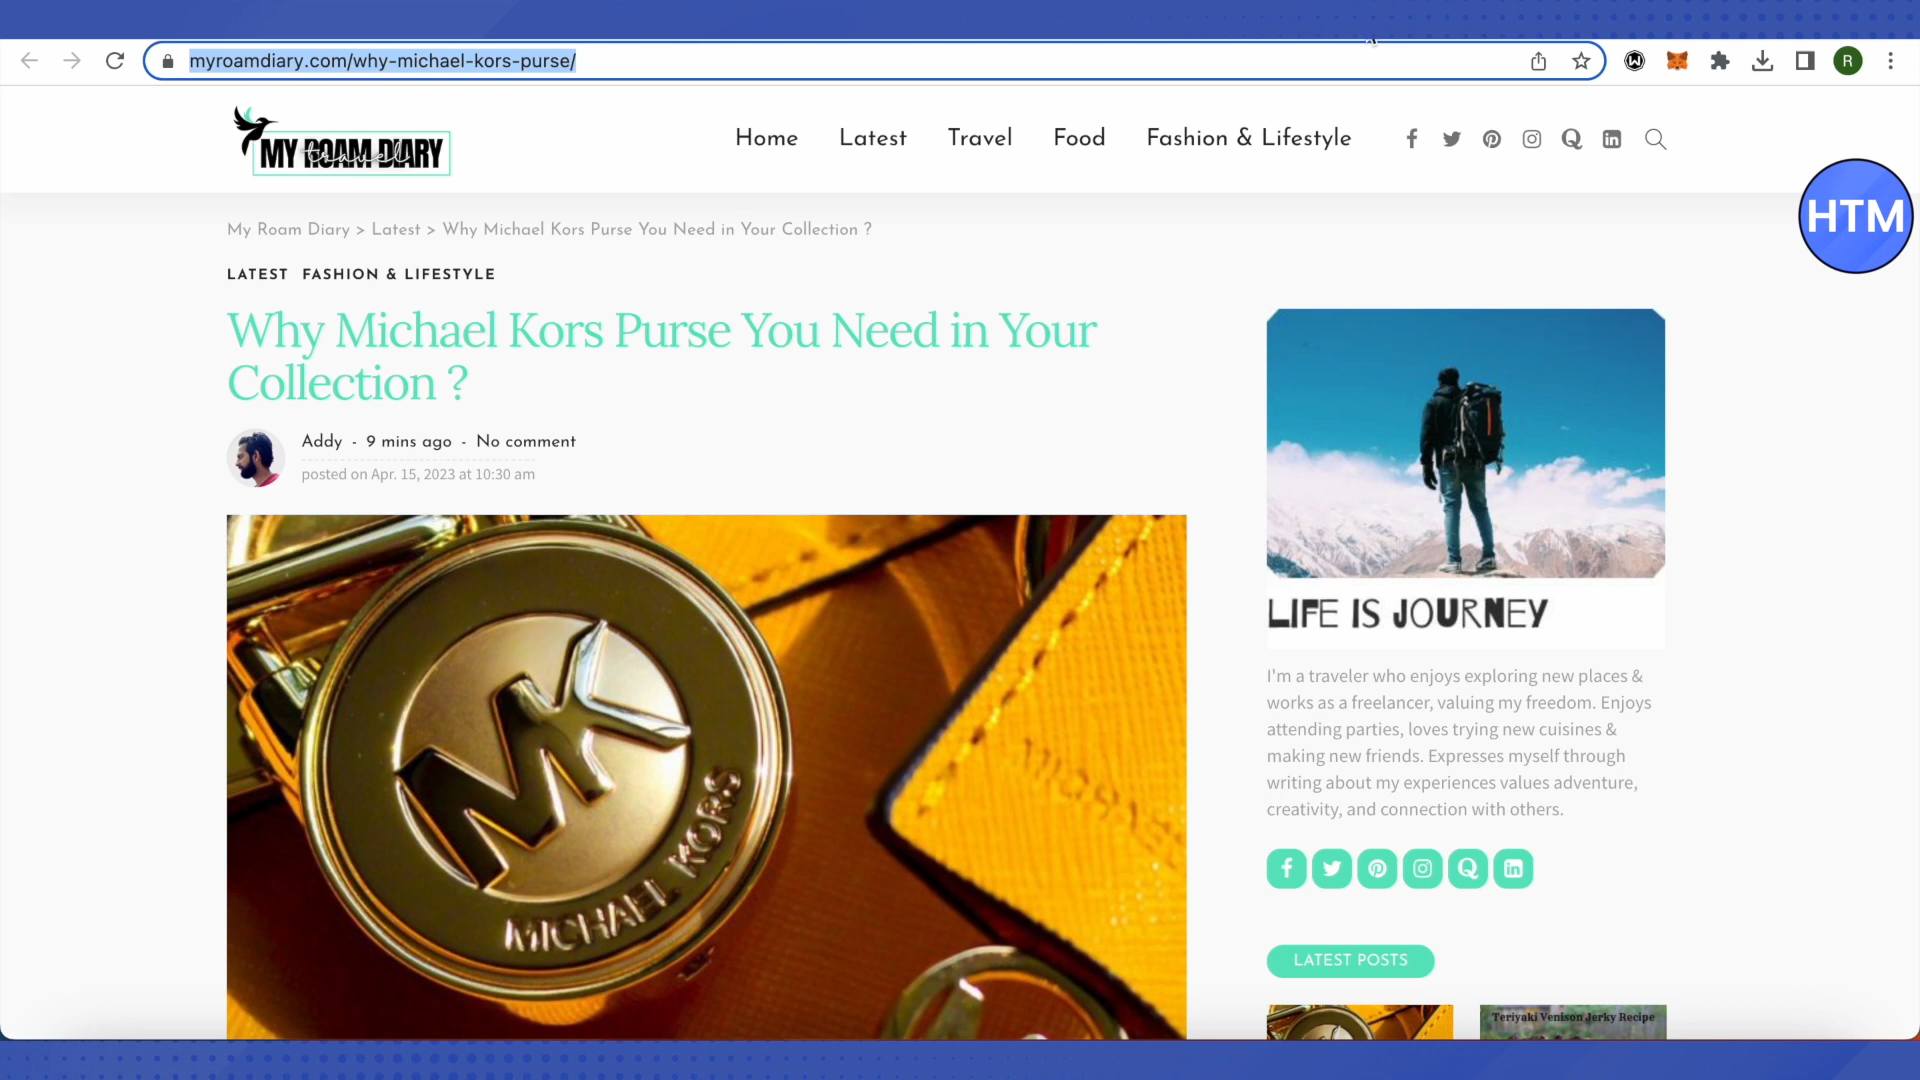 myroamdiary.com/why-michael-kors-purse/
R
MY ROAM DIARY
travel
Home Latest Travel Food Fashion & Lifestyle
HTM
My Roam Diary > Latest > Why Michael Kors Purse You Need in Your Collection ?
LATEST FASHION & LIFESTYLE
Why Michael Kors Purse You Need in Your
Collection ?
Addy - 9 mins ago - No comment
posted on Apr. 15, 2023 at 10:30 am
MK
MICHAEL KORS
LIFE IS JOURNEY
I'm a traveler who enjoys exploring new places &
works as a freelancer, valuing my freedom. Enjoys
attending parties, loves trying new cuisines &
making new friends. Expresses myself through
writing about my experiences values adventure,
creativity, and connection with others.
LATEST POSTS
Teriyaki Venison Jerky Recipe